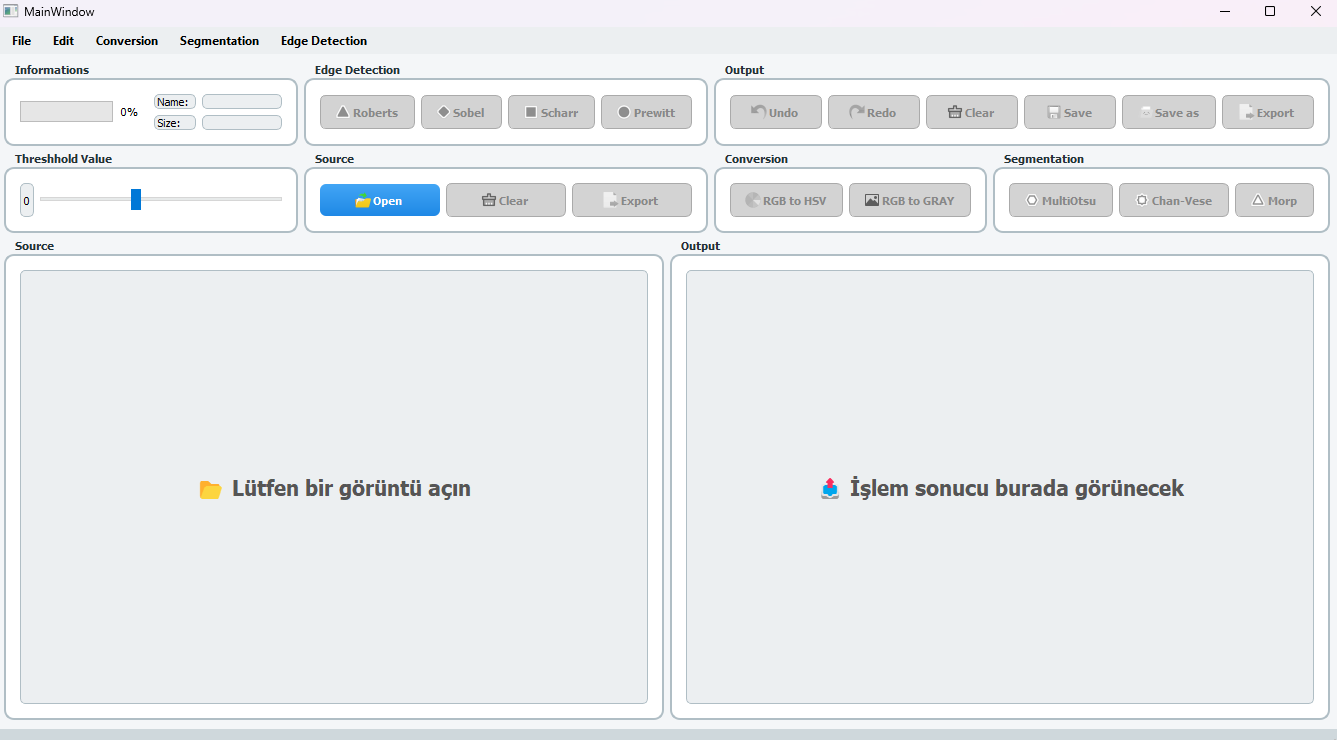 MainWindow
File Edit Conversion Segmentation Edge Detection
Informations Edge Detection Output
0% Name: Roberts Sobel Scharr Prewitt Undo Redo Clear Save Save as Export
Size:
Threshhold Value Source Conversion Segmentation
0 Open Clear Export RGB to HSV RGB to GRAY MultiOtsu Chan-Vese Morp
Source Output
Lütfen bir görüntü açın İşlem sonucu burada görünecek